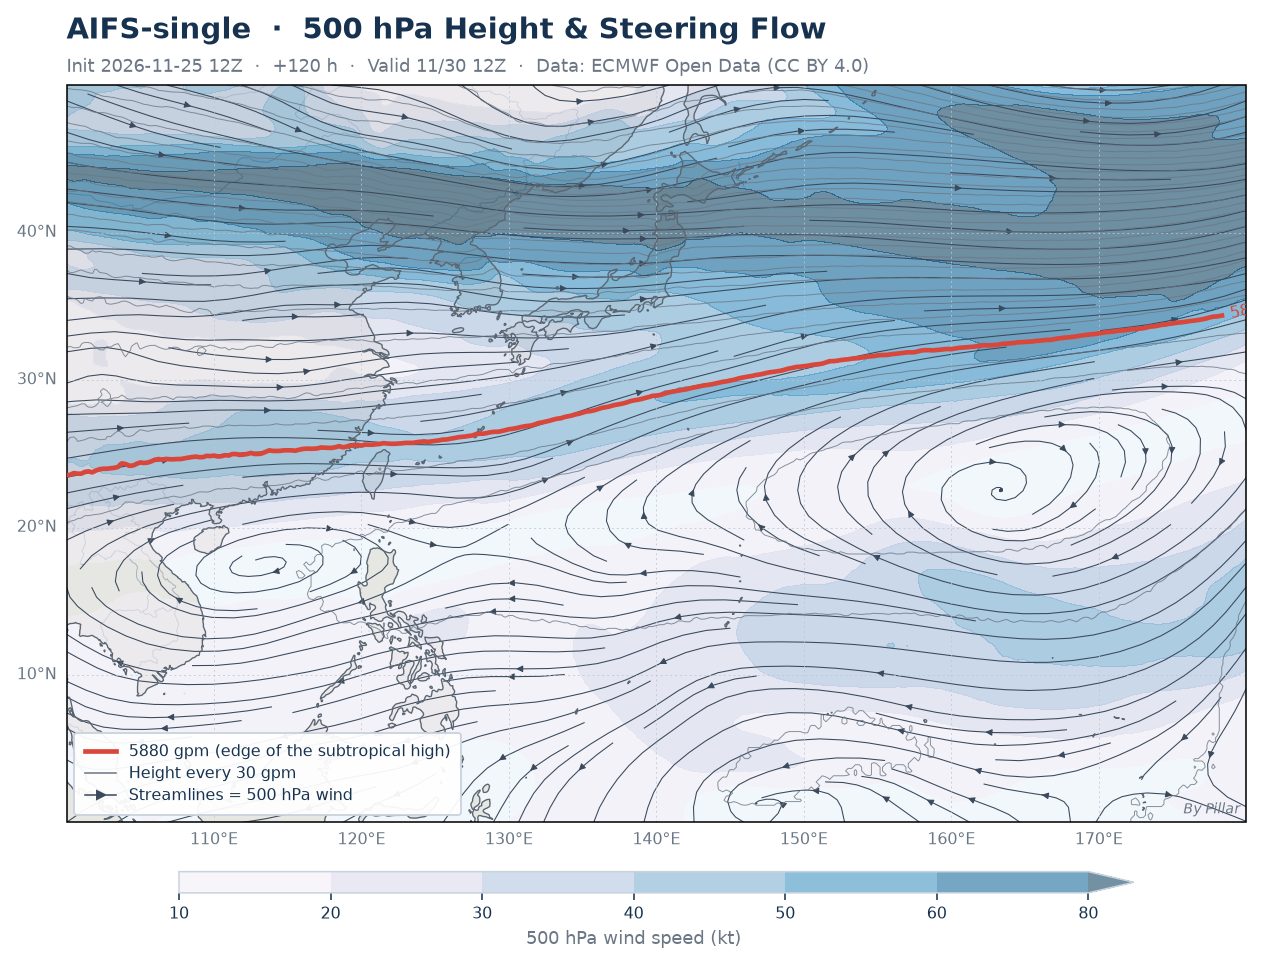 AIFS-single · 500 hPa Height & Steering Flow
Init 2026-11-25 12Z · +120 h · Valid 11/30 12Z · Data: ECMWF Open Data (CC BY 4.0)
58
40°N
30°N
20°N
10°N
5880 gpm (edge of the subtropical high)
Height every 30 gpm
Streamlines = 500 hPa wind
By Pillar
110°E 120°E 130°E 140°E 150°E 160°E 170°E
10 20 30 40 50 60 80
500 hPa wind speed (kt)